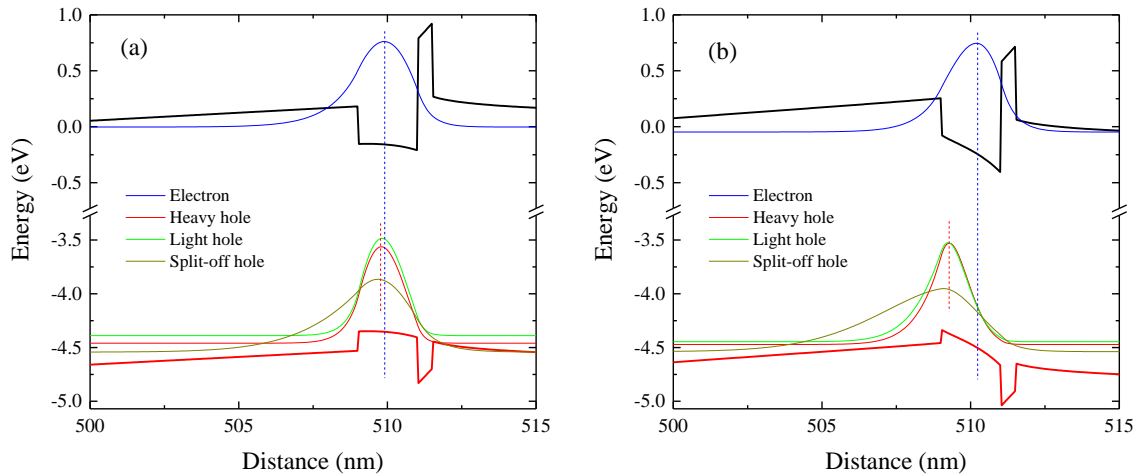 (a)
1.0
0.5
0.0
-0.5
-3.5
-4.0
-4.5
-5.0
Energy (eV)
Electron
Heavy hole
Light hole
Split-off hole
500
505
510
515
Distance (nm)
(b)
1.0
0.5
0.0
-0.5
-3.5
-4.0
-4.5
-5.0
Energy (eV)
Electron
Heavy hole
Light hole
Split-off hole
500
505
510
515
Distance (nm)